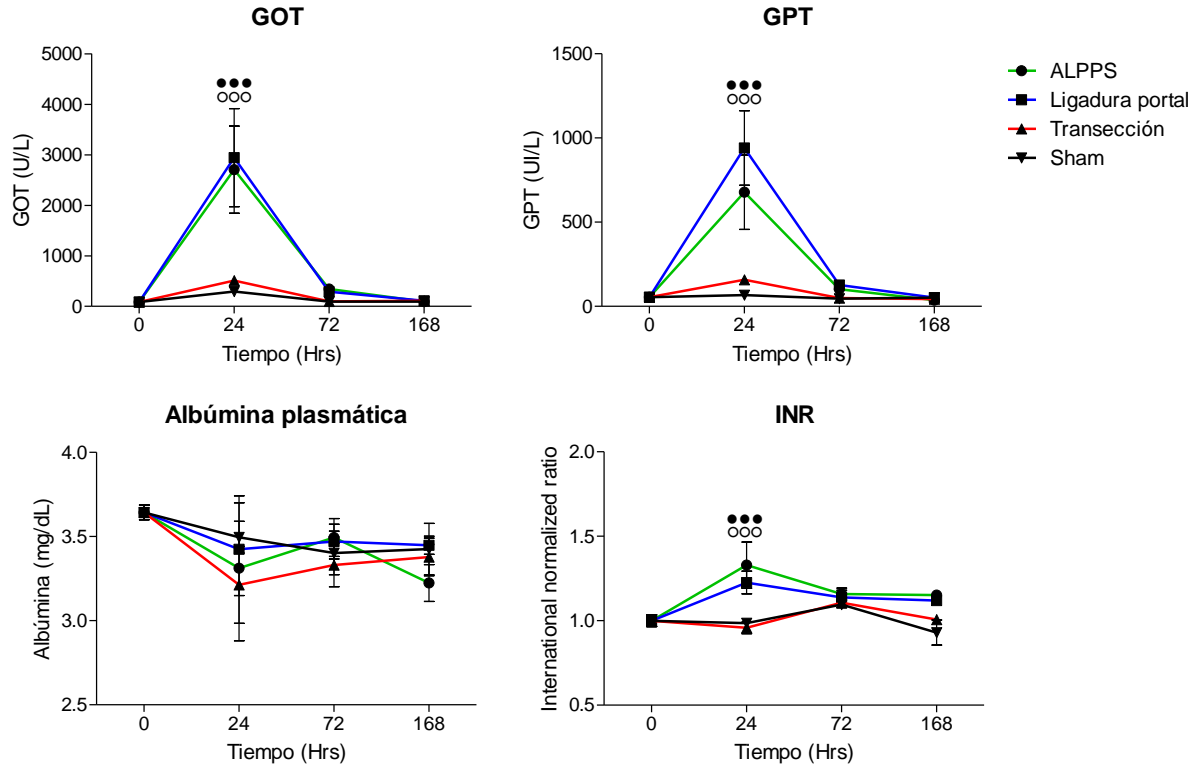 GOT
GPT
5000
4000
3000
2000
1000
0
GOT (U/L)
0
24
72
168
Tiempo (Hrs)
1500
1000
500
0
GPT (UI/L)
0
24
72
168
Tiempo (Hrs)
ALPPS
Ligadura portal
Transección
Sham
Albúmina plasmática
INR
4.0
3.5
3.0
2.5
Albúmina (mg/dL)
0
24
72
168
Tiempo (Hrs)
2.0
1.5
1.0
0.5
International normalized ratio
0
24
72
168
Tiempo (Hrs)